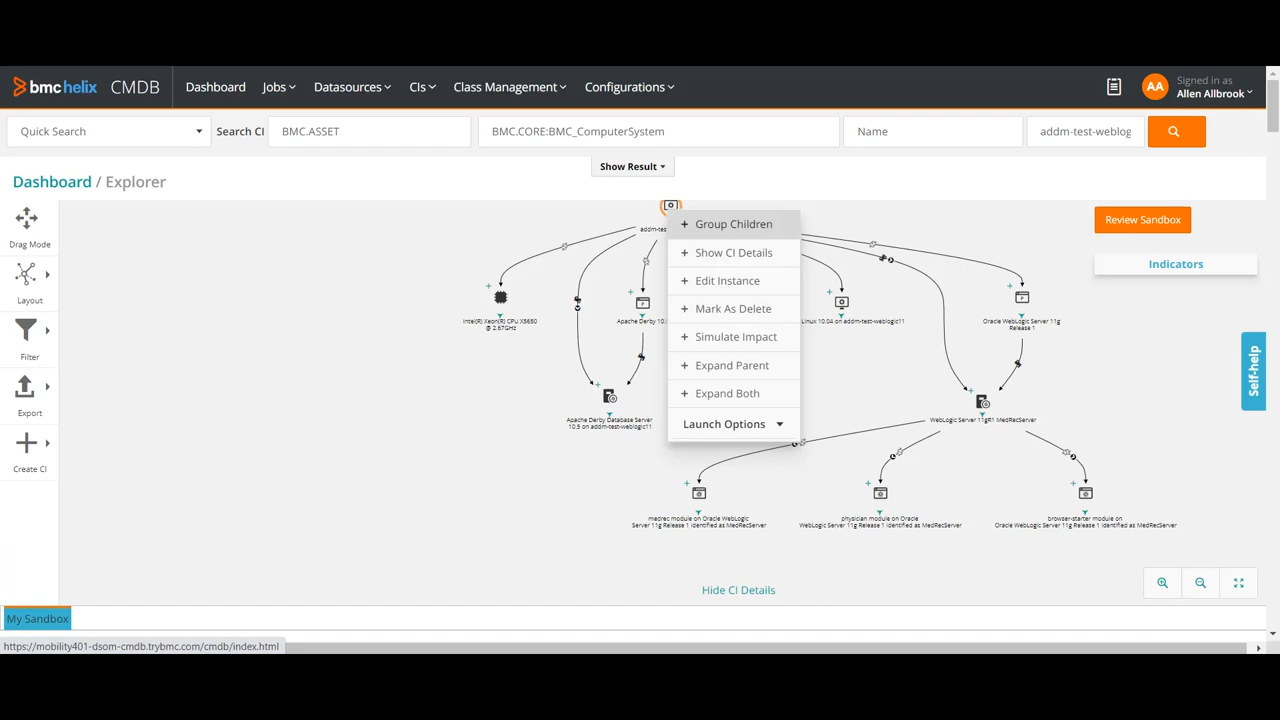 bmchelix CMDB Dashboard Jobs Datasources CIs Class Management Configurations AA Signed in as
Allen Allbrook
Quick Search Search CI BMC.ASSET BMC.CORE:BMC_ComputerSystem Name addm-test-weblog
Show Result
Dashboard / Explorer
Drag Mode
Layout
Filter
Export
Create CI
Review Sandbox
Indicators
Self-help
addm-tes
+ Group Children
+ Show CI Details
+ Edit Instance
+ Mark As Delete
+ Simulate Impact
+ Expand Parent
+ Expand Both
Launch Options
Intel(R) Xeon(R) CPU X5650
@ 2.67GHz
Apache Derby 10.
Linux 10.04 on addm-test-weblogic11
Oracle WebLogic Server 11g
Release 1
Apache Derby Database Server
10.5 on addm-test-weblogic11
WebLogic Server 11gR1 MedRecServer
medrec module on Oracle WebLogic
Server 11g Release 1 identified as MedRecServer
physician module on Oracle
WebLogic Server 11g Release 1 identified as MedRecServer
browser-starter module on
Oracle WebLogic Server 11g Release 1 identified as MedRecServer
Hide CI Details
My Sandbox
https://mobility401-dsom-cmdb.trybmc.com/cmdb/index.html